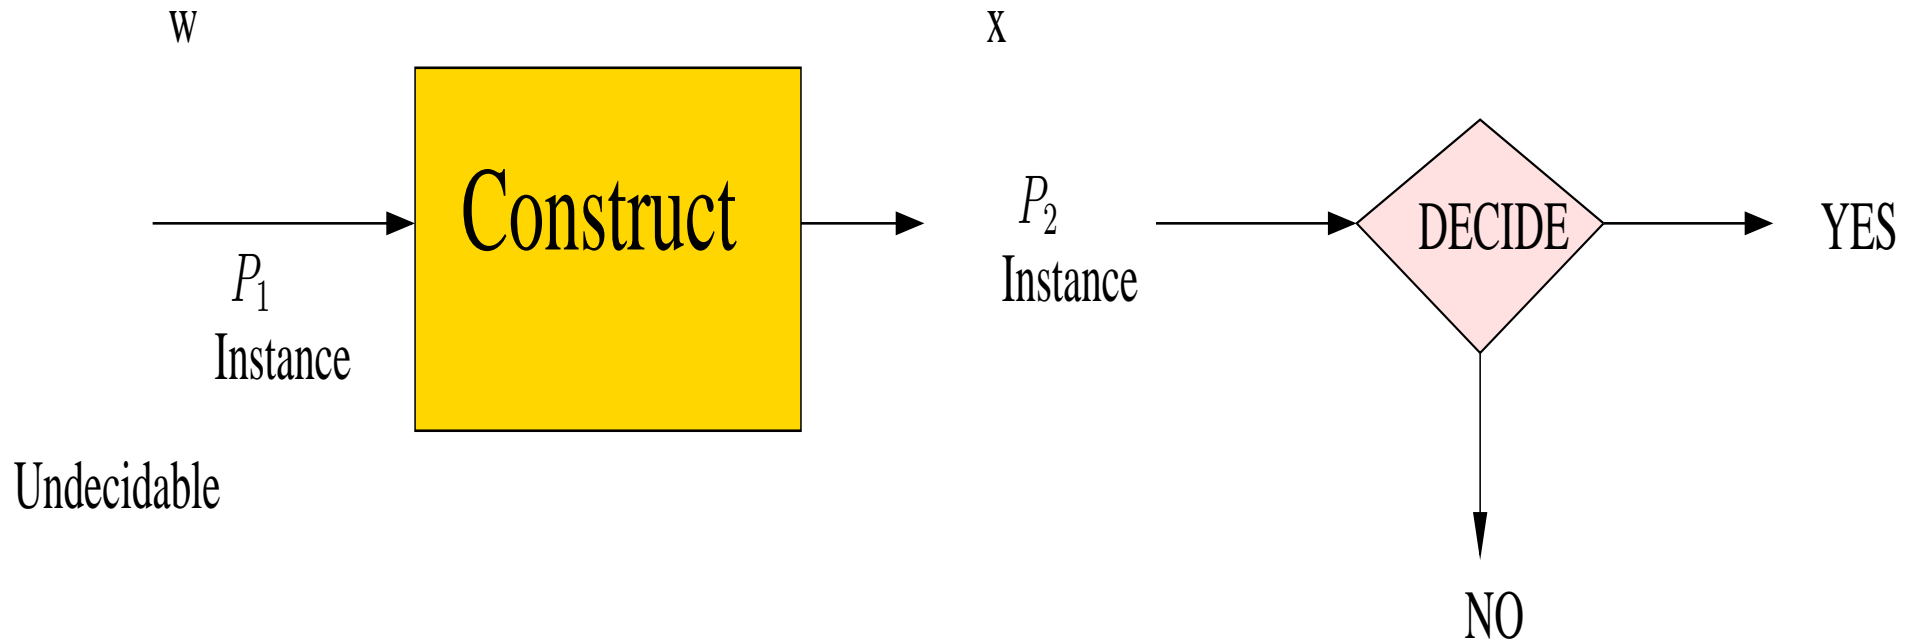 w
x
Construct
P₁
Instance
P₂
Instance
DECIDE
YES
NO
Undecidable